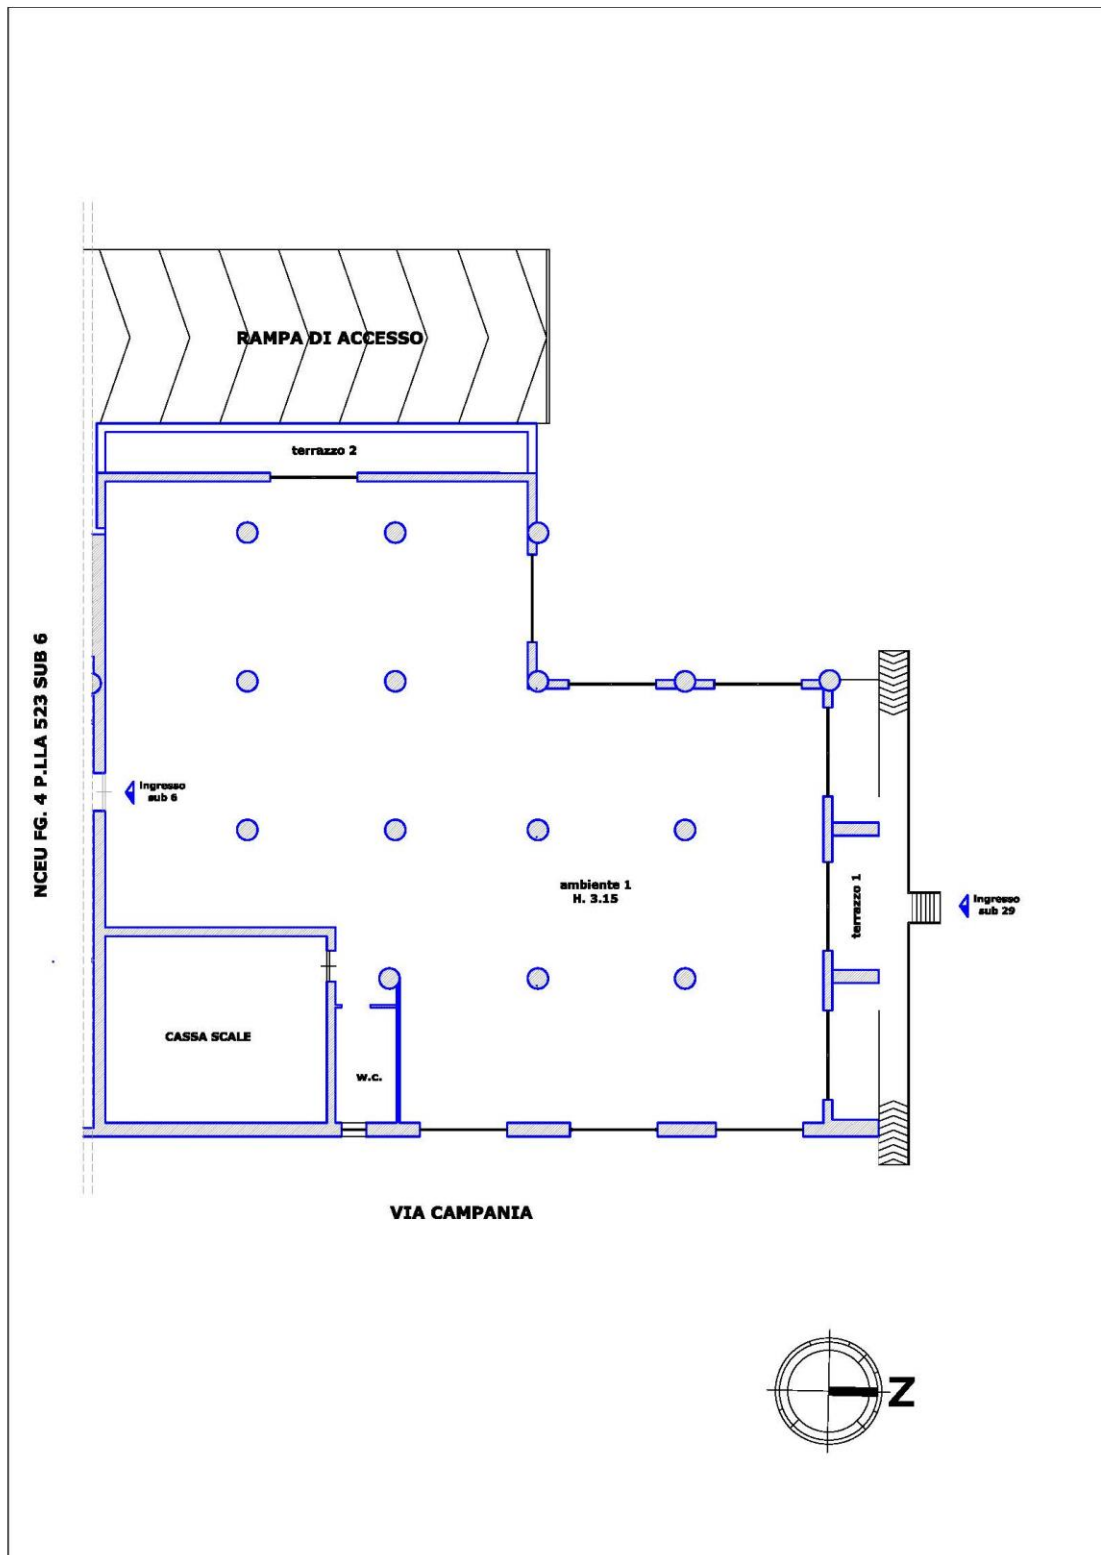 RAMPA DI ACCESSO
terrazzo 2
NCEU FG. 4 P.LLA 523 SUB 6
Ingresso
sub 6
ambiente 1
H. 3.15
terrazzo 1
Ingresso
sub 29
CASSA SCALE
w.c.
VIA CAMPANIA
N